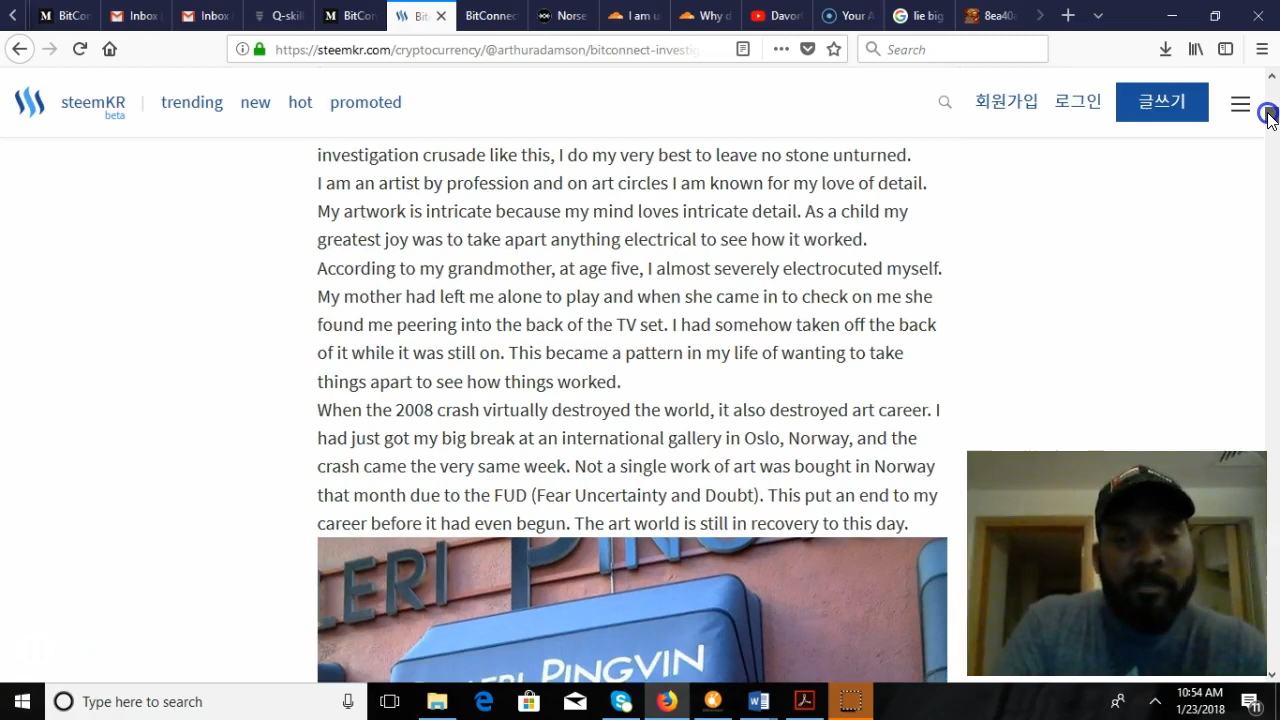 BitCon
Inbox (
Inbox (
Q-skil
BitCon
Bit
BitConnec
Norse
I am u
Why d
Davor
Your A
lie big
8ea40a
https://steemkr.com/cryptocurrency/@arthuradamson/bitconnect-investig
Search
steemKR
beta
trending new hot promoted
회원가입 로그인 글쓰기
investigation crusade like this, I do my very best to leave no stone unturned.
I am an artist by profession and on art circles I am known for my love of detail.
My artwork is intricate because my mind loves intricate detail. As a child my
greatest joy was to take apart anything electrical to see how it worked.
According to my grandmother, at age five, I almost severely electrocuted myself.
My mother had left me alone to play and when she came in to check on me she
found me peering into the back of the TV set. I had somehow taken off the back
of it while it was still on. This became a pattern in my life of wanting to take
things apart to see how things worked.
When the 2008 crash virtually destroyed the world, it also destroyed art career. I
had just got my big break at an international gallery in Oslo, Norway, and the
crash came the very same week. Not a single work of art was bought in Norway
that month due to the FUD (Fear Uncertainty and Doubt). This put an end to my
career before it had even begun. The art world is still in recovery to this day.
LERI PING
LERI PINGVIN
Type here to search
10:54 AM
1/23/2018
11